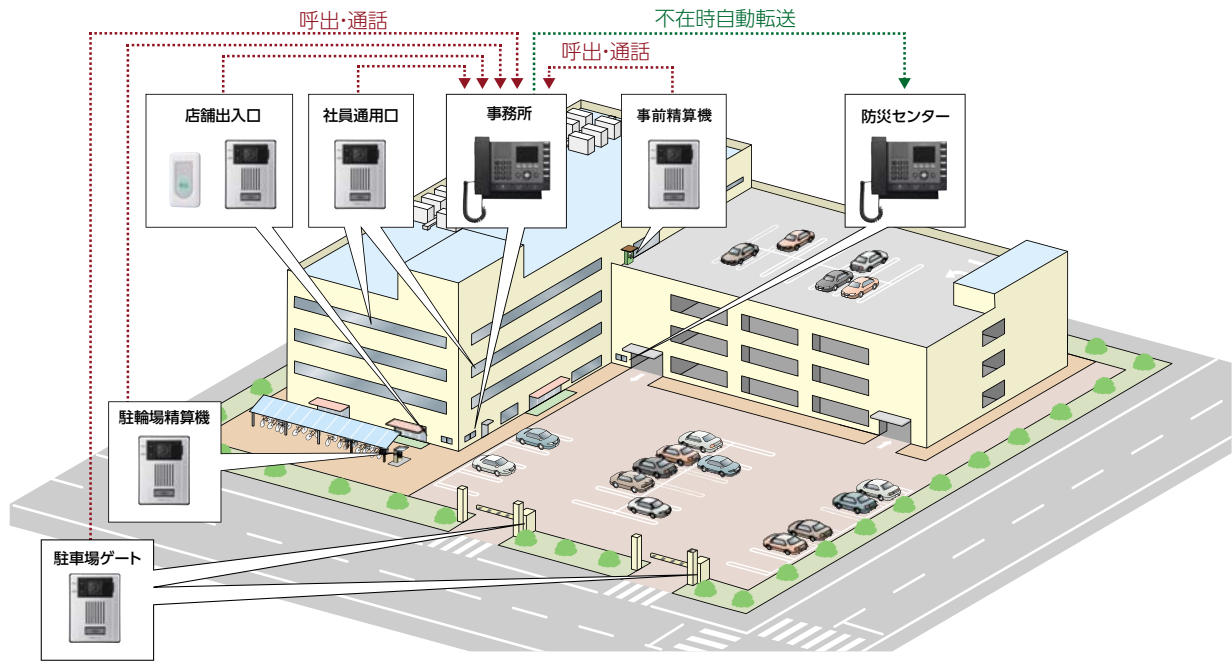 呼出・通話
不在時自動転送
呼出・通話
店舗出入口
社員通用口
事務所
事前精算機
防災センター
駐輪場精算機
駐車場ゲート